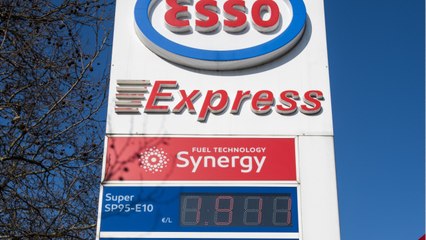 Esso
Express
FUEL TECHNOLOGY
Synergy
Super
SP95-E10
€/L
1.911